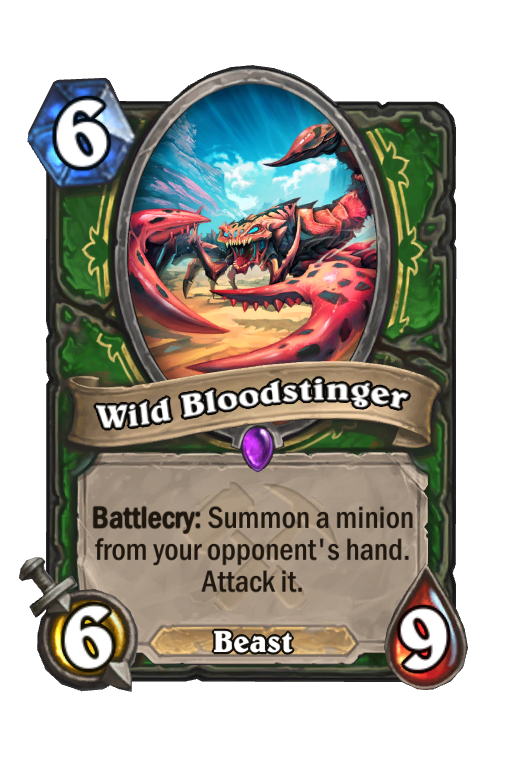 6
Wild Bloodstinger
Battlecry: Summon a minion
from your opponent's hand.
Attack it.
6
Beast
9